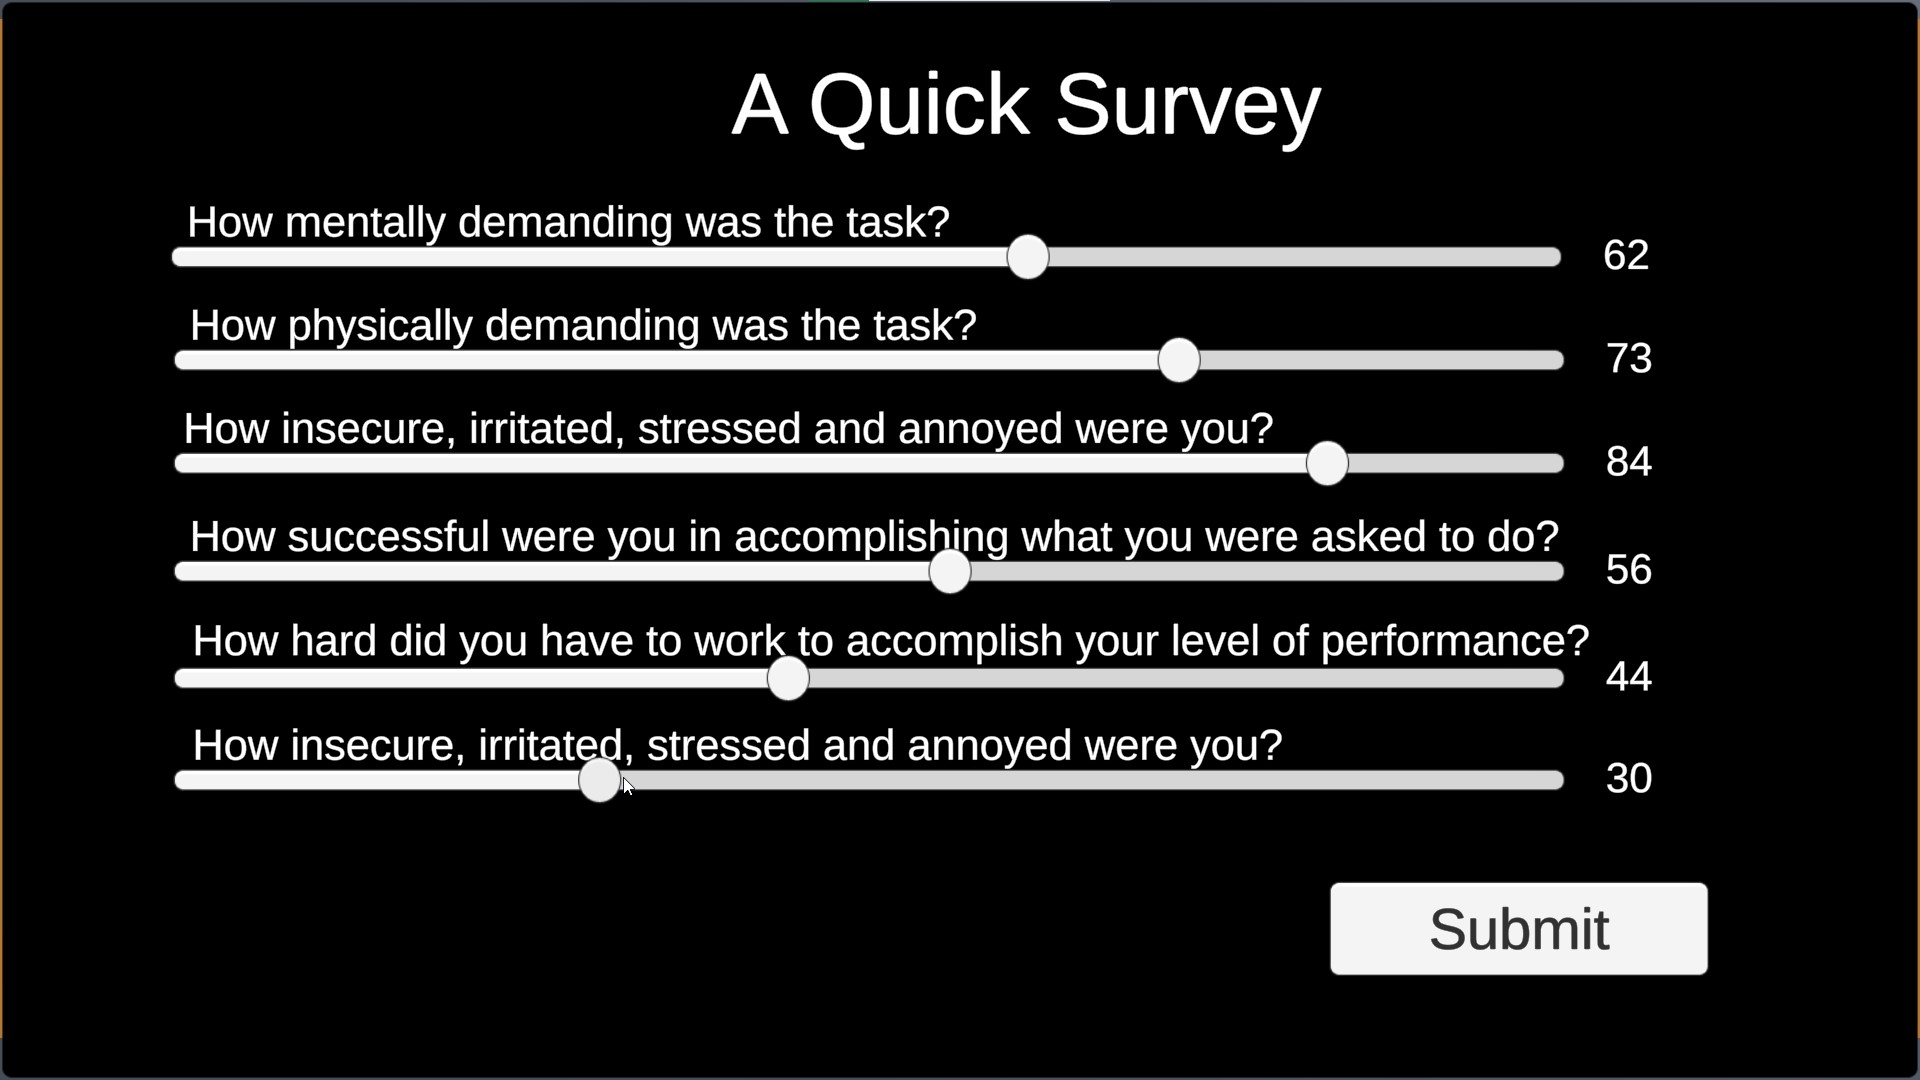 A Quick Survey
How mentally demanding was the task?
62
How physically demanding was the task?
73
How insecure, irritated, stressed and annoyed were you?
84
How successful were you in accomplishing what you were asked to do?
56
How hard did you have to work to accomplish your level of performance?
44
How insecure, irritated, stressed and annoyed were you?
30
Submit